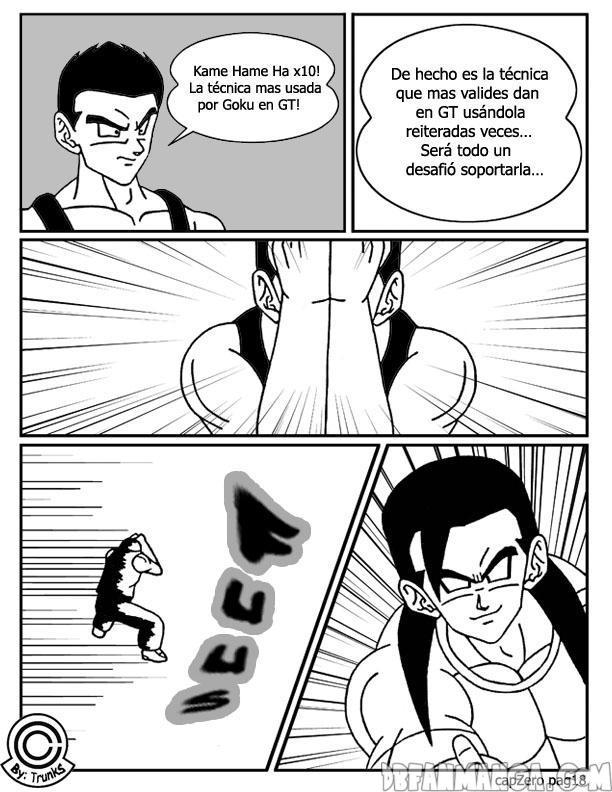 Kame Hame Ha x10!
La técnica mas usada
por Goku en GT!
De hecho es la técnica
que mas valides dan
en GT usándola
reiteradas veces...
Será todo un
desafió soportarla...
By: Trunks
capZero pag18
DBFANMANGA.COM